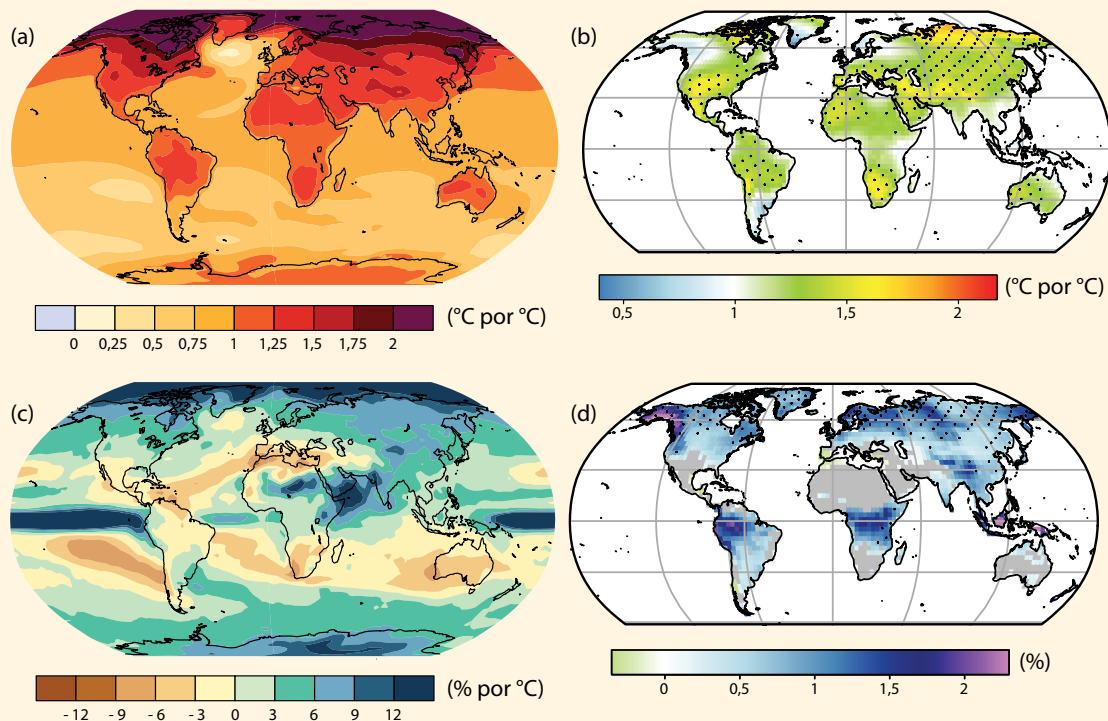 (a)
(°C por °C)
0 0,25 0,5 0,75 1 1,25 1,5 1,75 2
(b)
(°C por °C)
0,5 1 1,5 2
(c)
(% por °C)
-12 -9 -6 -3 0 3 6 9 12
(d)
(%)
0 0,5 1 1,5 2